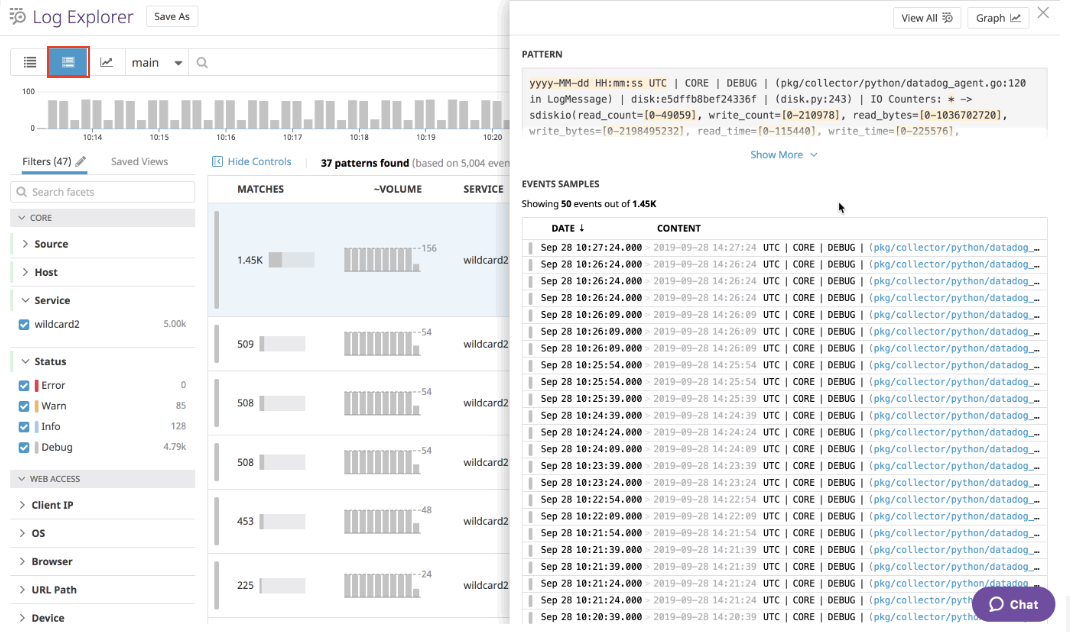 Log Explorer
Save As
View All
Graph
main
100
0
10:14 10:15 10:16 10:17 10:18 10:19 10:20
Filters (47)
Saved Views
Hide Controls
37 patterns found (based on 5,004 even
Search facets
CORE
Source
Host
Service
wildcard2 5.00k
Status
Error 0
Warn 85
Info 128
Debug 4.79k
WEB ACCESS
Client IP
OS
Browser
URL Path
Device
MATCHES ~VOLUME SERVICE
1.45K 156 wildcard2
509 54 wildcard2
508 54 wildcard2
508 54 wildcard2
453 48 wildcard2
225 24 wildcard2
PATTERN
yyyy-MM-dd HH:mm:ss UTC | CORE | DEBUG | (pkg/collector/python/datadog_agent.go:120
in LogMessage) | disk:e5dffb8bef24336f | (disk.py:243) | IO Counters: * ->
sdiskio(read_count=[0-49059], write_count=[0-210978], read_bytes=[0-1036702720],
write_bytes=[0-2198495232], read_time=[0-115440], write_time=[0-225576],
Show More
EVENTS SAMPLES
Showing 50 events out of 1.45K
DATE ↓ CONTENT
Sep 28 10:27:24.000 > 2019-09-28 14:27:24 UTC | CORE | DEBUG | (pkg/collector/python/datadog_…
Sep 28 10:26:24.000 > 2019-09-28 14:26:24 UTC | CORE | DEBUG | (pkg/collector/python/datadog_…
Sep 28 10:26:24.000 > 2019-09-28 14:26:24 UTC | CORE | DEBUG | (pkg/collector/python/datadog_…
Sep 28 10:26:24.000 > 2019-09-28 14:26:24 UTC | CORE | DEBUG | (pkg/collector/python/datadog_…
Sep 28 10:26:09.000 > 2019-09-28 14:26:09 UTC | CORE | DEBUG | (pkg/collector/python/datadog_…
Sep 28 10:26:09.000 > 2019-09-28 14:26:09 UTC | CORE | DEBUG | (pkg/collector/python/datadog_…
Sep 28 10:26:09.000 > 2019-09-28 14:26:09 UTC | CORE | DEBUG | (pkg/collector/python/datadog_…
Sep 28 10:25:54.000 > 2019-09-28 14:25:54 UTC | CORE | DEBUG | (pkg/collector/python/datadog_…
Sep 28 10:25:54.000 > 2019-09-28 14:25:54 UTC | CORE | DEBUG | (pkg/collector/python/datadog_…
Sep 28 10:25:39.000 > 2019-09-28 14:25:39 UTC | CORE | DEBUG | (pkg/collector/python/datadog_…
Sep 28 10:24:39.000 > 2019-09-28 14:24:39 UTC | CORE | DEBUG | (pkg/collector/python/datadog_…
Sep 28 10:24:24.000 > 2019-09-28 14:24:24 UTC | CORE | DEBUG | (pkg/collector/python/datadog_…
Sep 28 10:24:09.000 > 2019-09-28 14:24:09 UTC | CORE | DEBUG | (pkg/collector/python/datadog_…
Sep 28 10:23:39.000 > 2019-09-28 14:23:39 UTC | CORE | DEBUG | (pkg/collector/python/datadog_…
Sep 28 10:23:24.000 > 2019-09-28 14:23:24 UTC | CORE | DEBUG | (pkg/collector/python/datadog_…
Sep 28 10:22:54.000 > 2019-09-28 14:22:54 UTC | CORE | DEBUG | (pkg/collector/python/datadog_…
Sep 28 10:22:09.000 > 2019-09-28 14:22:09 UTC | CORE | DEBUG | (pkg/collector/python/datadog_…
Sep 28 10:21:54.000 > 2019-09-28 14:21:54 UTC | CORE | DEBUG | (pkg/collector/python/datadog_…
Sep 28 10:21:39.000 > 2019-09-28 14:21:39 UTC | CORE | DEBUG | (pkg/collector/python/datadog_…
Sep 28 10:21:39.000 > 2019-09-28 14:21:39 UTC | CORE | DEBUG | (pkg/collector/python/datadog_…
Sep 28 10:21:24.000 > 2019-09-28 14:21:24 UTC | CORE | DEBUG | (pkg/collector/python/datadog_…
Sep 28 10:21:24.000 > 2019-09-28 14:21:24 UTC | CORE | DEBUG | (pkg/co
Sep 28 10:20:39.000 > 2019-09-28 14:20:39 UTC | CORE | DEBUG | (pkg/collector
Chat